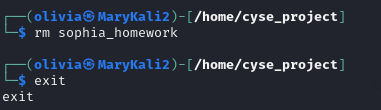 ┌──(olivia㉿MaryKali2)-[/home/cyse_project]
└─$ rm sophia_homework
┌──(olivia㉿MaryKali2)-[/home/cyse_project]
└─$ exit
exit